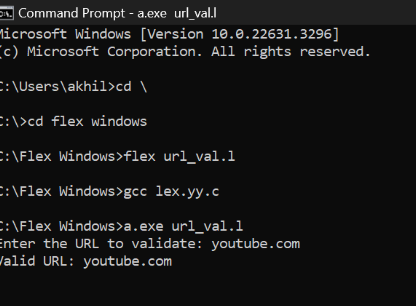 Command Prompt - a.exe url_val.l
Microsoft Windows [Version 10.0.22631.3296]
(c) Microsoft Corporation. All rights reserved.
C:\Users\akhil>cd \
C:\>cd flex windows
C:\Flex Windows>flex url_val.l
C:\Flex Windows>gcc lex.yy.c
C:\Flex Windows>a.exe url_val.l
Enter the URL to validate: youtube.com
Valid URL: youtube.com